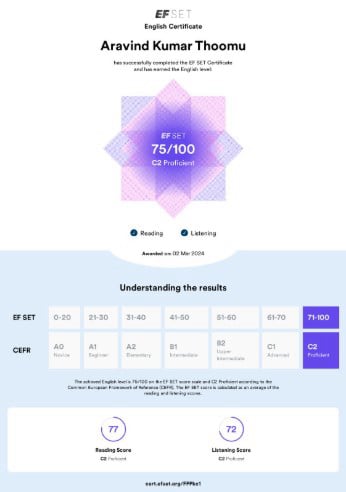 EF SET
English Certificate
Aravind Kumar Thoomu
has successfully completed the EF SET Certificate
and has earned the English level:
EF SET
75/100
C2 Proficient
Reading Listening
Awarded on: 02 Mar 2024
Understanding the results
EF SET 0-20 21-30 31-40 41-50 51-60 61-70 71-100
CEFR A0 A1 A2 B1 B2 C1 C2
Novice Beginner Elementary Intermediate Upper Intermediate Advanced Proficient
The achieved English level is 75/100 on the EF SET score scale and C2 Proficient according to the
Common European Framework of Reference (CEFR). The EF SET score is calculated as an average of the
reading and listening scores.
77 72
Reading Score Listening Score
C2 Proficient C2 Proficient
cert.efset.org/